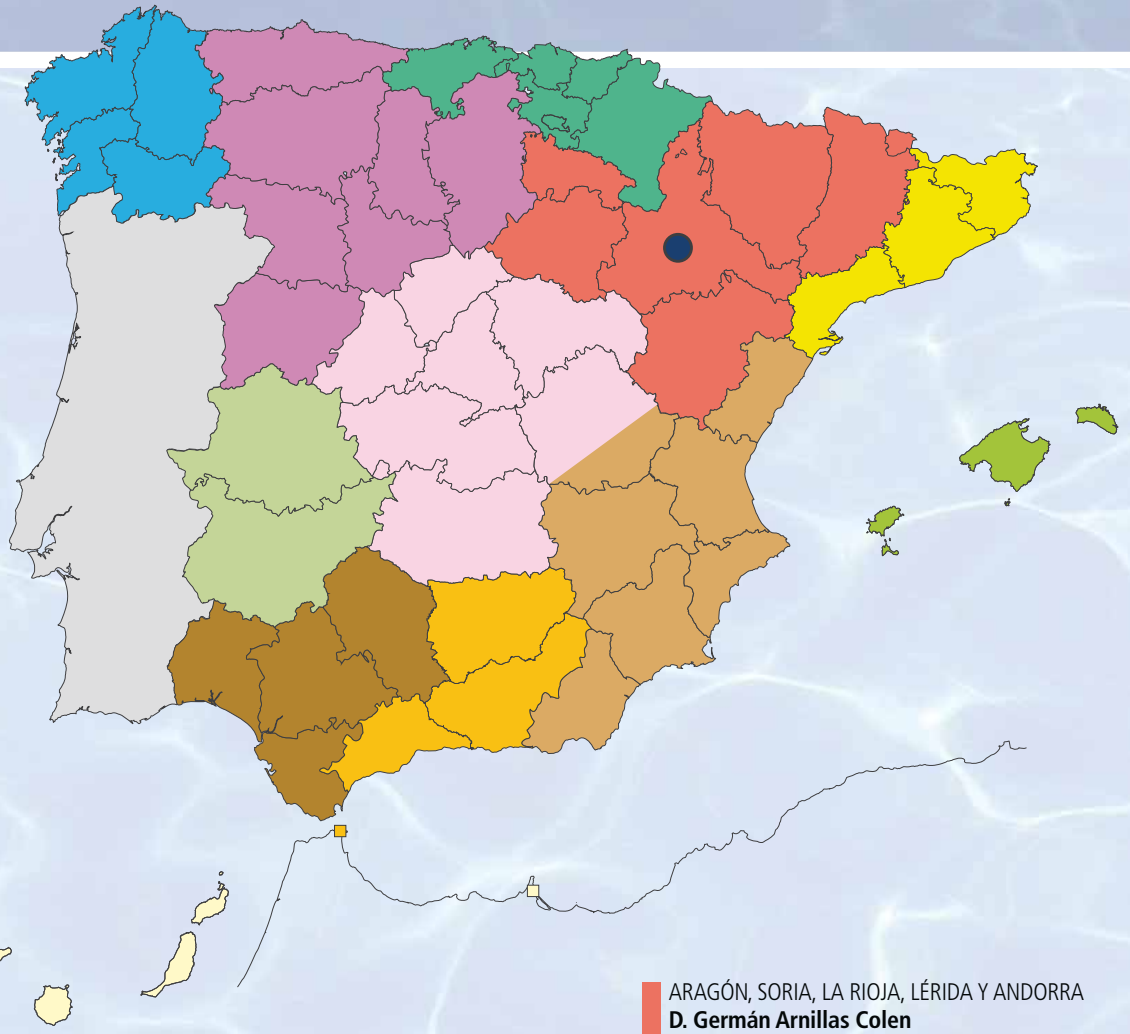 ARAGÓN, SORIA, LA RIOJA, LÉRIDA Y ANDORRA
D. Germán Arnillas Colen